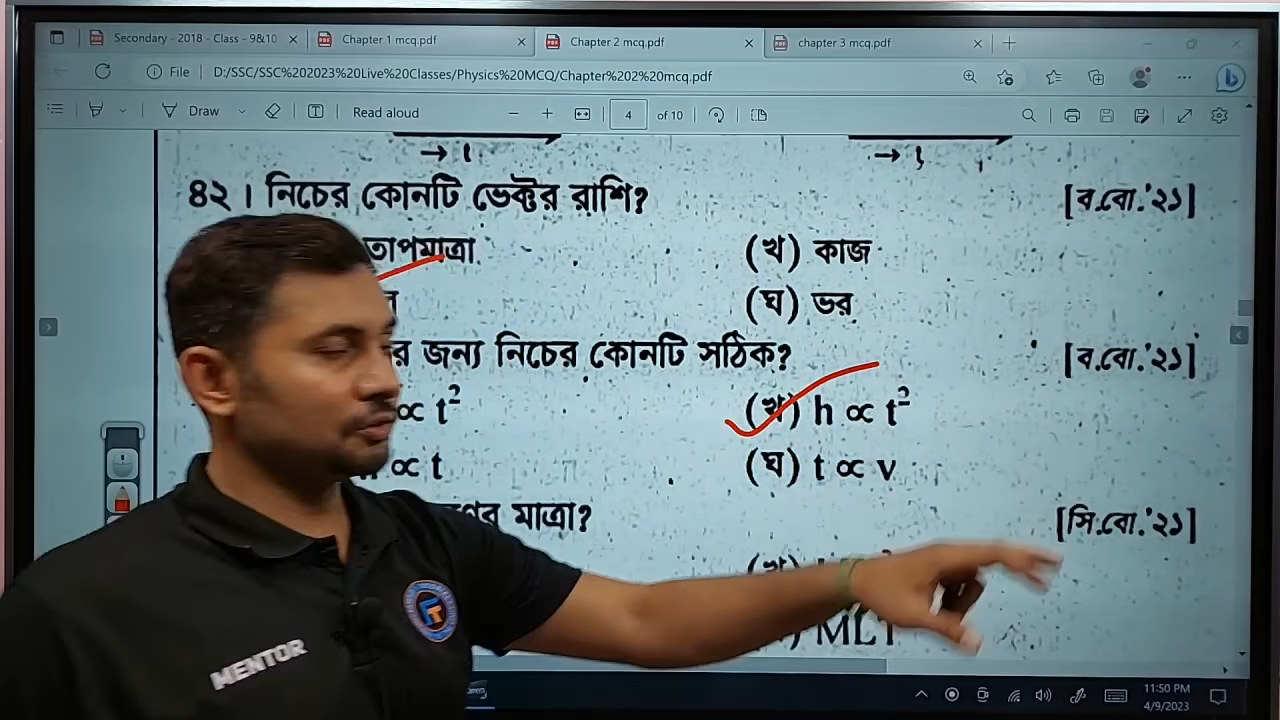 Secondary - 2018 - Class - 9&10
Chapter 1 mcq.pdf
Chapter 2 mcq.pdf
chapter 3 mcq.pdf
File D:/SSC/SSC%202023%20Live%20Classes/Physics%20MCQ/Chapter%202%20mcq.pdf
Draw Read aloud 4 of 10
→ t → t
৪২। নিচের কোনটি ভেক্টর রাশি? [ব.বো.'২১]
তাপমাত্রা (খ) কাজ
(ঘ) ভর
র জন্য নিচের কোনটি সঠিক? [ব.বো.'২১]
∝ t² (খ) h ∝ t²
∝ t (ঘ) t ∝ v
মাত্রা? [সি.বো.'২১]
(খ)
11:50 PM
4/9/2023
MENTOR